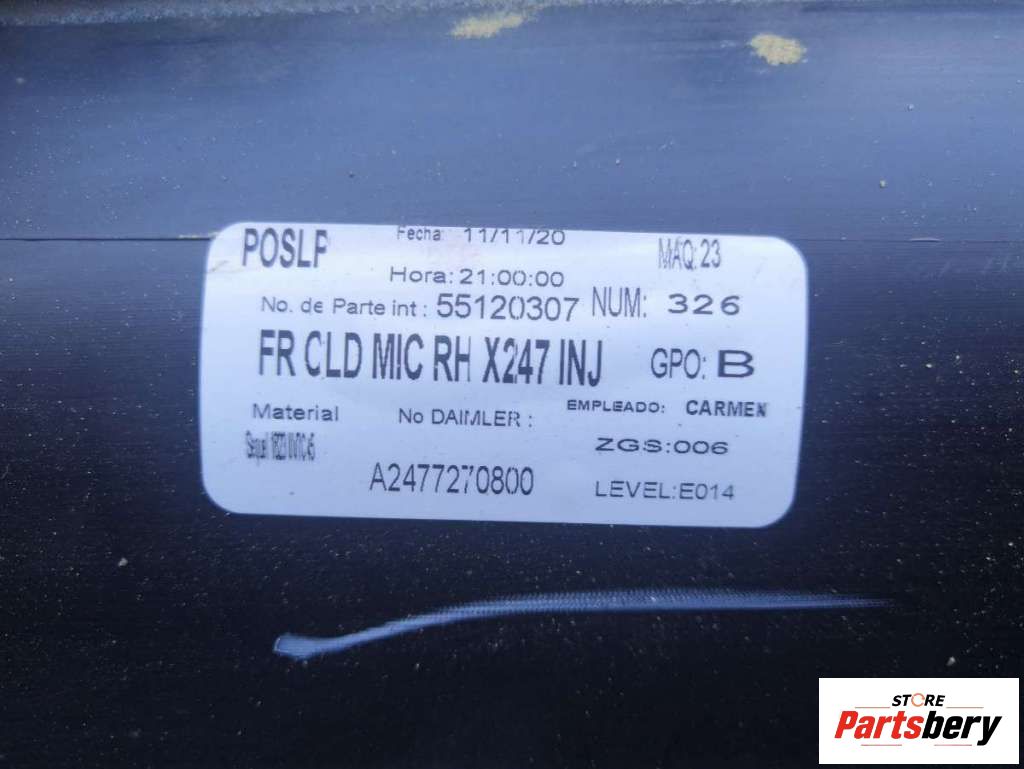 POSLP Fecha: 11/11/20 MAQ:23
Hora: 21:00:00
No. de Parte int : 55120307 NUM: 326
FR CLD MIC RH X247 INJ GPO: B
Material No DAIMLER : EMPLEADO: CARMEN
ZGS:006
A2477270800 LEVEL:E014
STORE
Partsbery